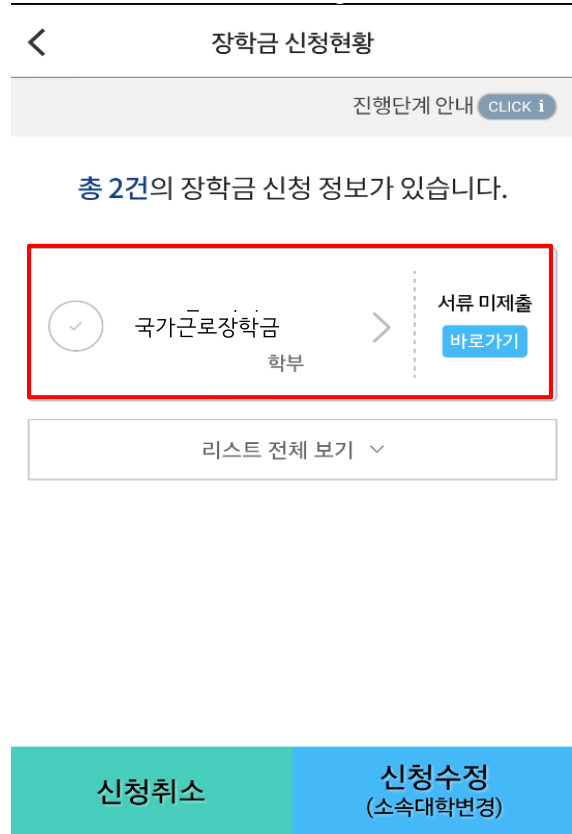 장학금 신청현황
진행단계 안내 CLICK i
총 2건의 장학금 신청 정보가 있습니다.
국가근로장학금
학부
서류 미제출
바로가기
리스트 전체 보기
신청취소
신청수정
(소속대학변경)